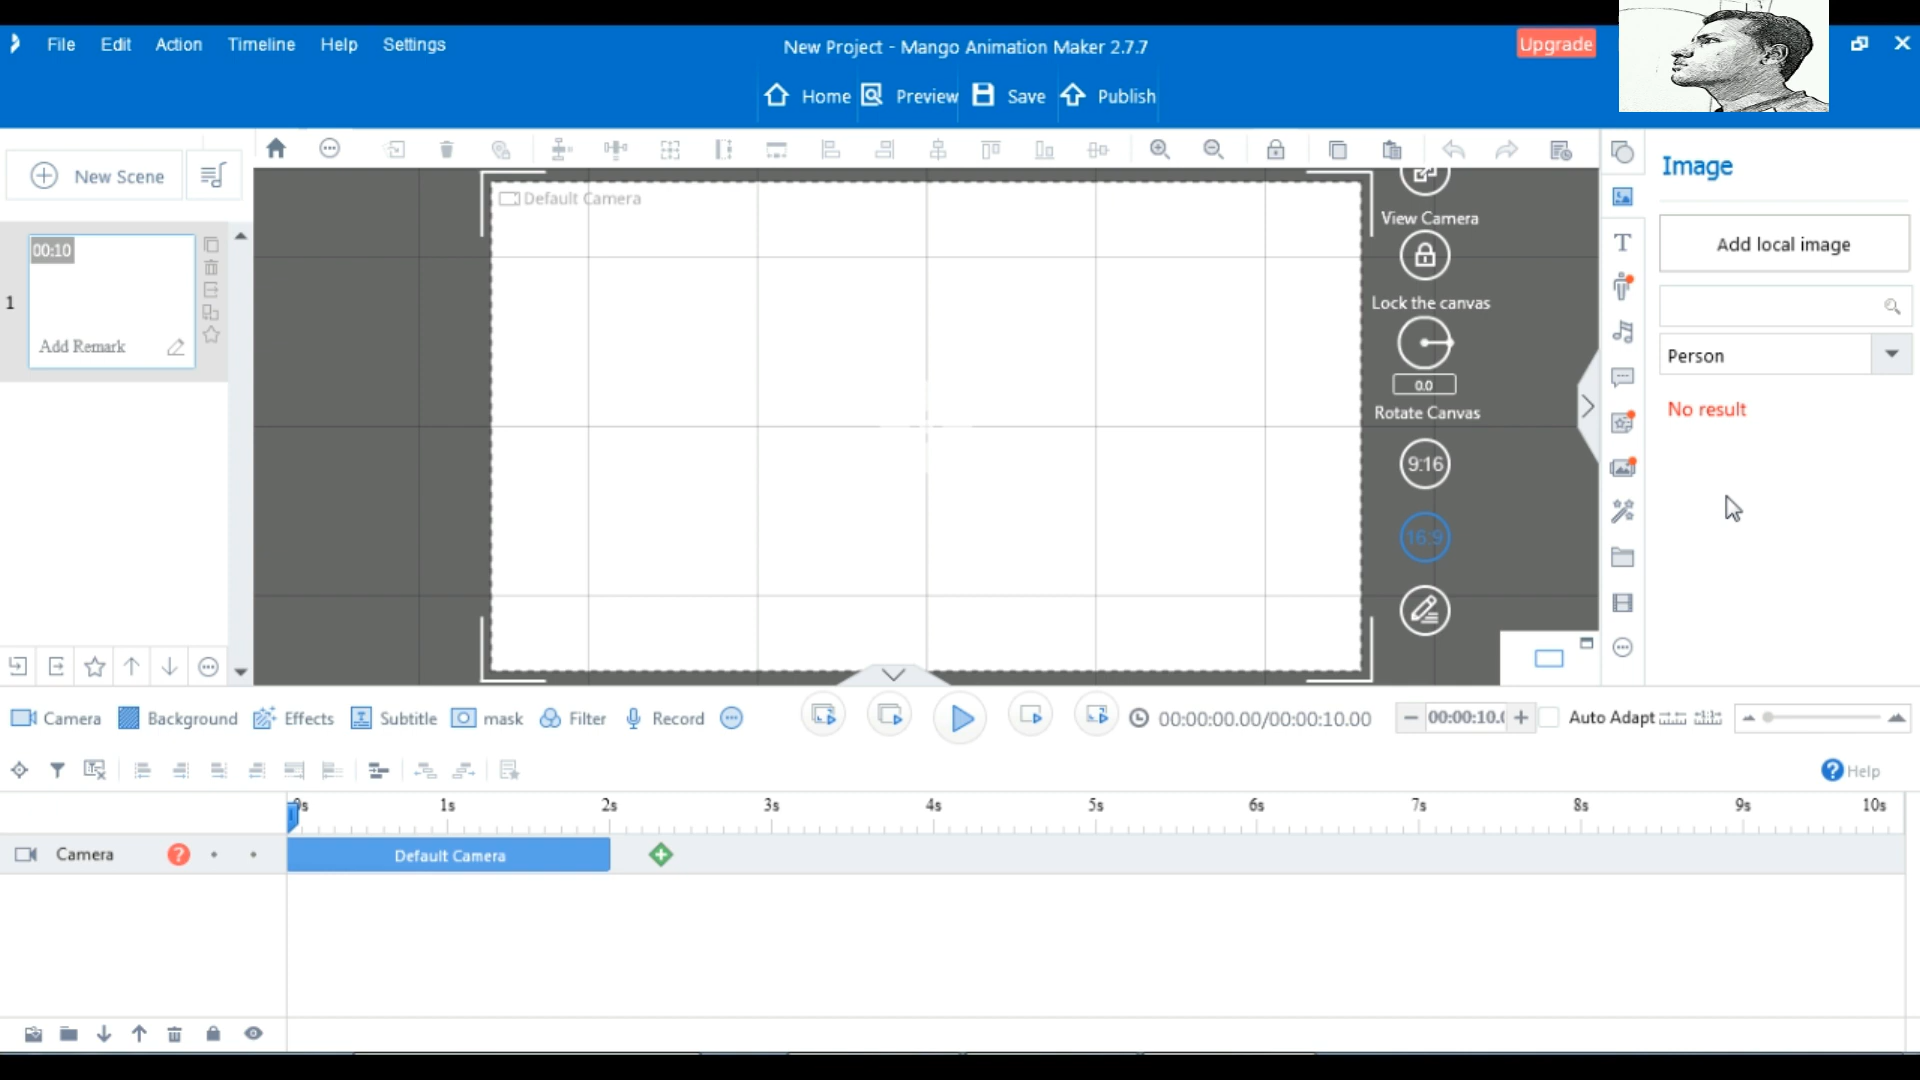 File Edit Action Timeline Help Settings
New Project - Mango Animation Maker 2.7.7
Upgrade
Home Preview Save Publish
New Scene
00:10
1
Add Remark
Default Camera
View Camera
Lock the canvas
0.0
Rotate Canvas
9:16
16:9
Image
Add local image
Person
No result
Camera Background Effects Subtitle mask Filter Record
00:00:00.00/00:00:10.00
00:00:10.0
Auto Adapt
Help
0s 1s 2s 3s 4s 5s 6s 7s 8s 9s 10s
Camera
Default Camera